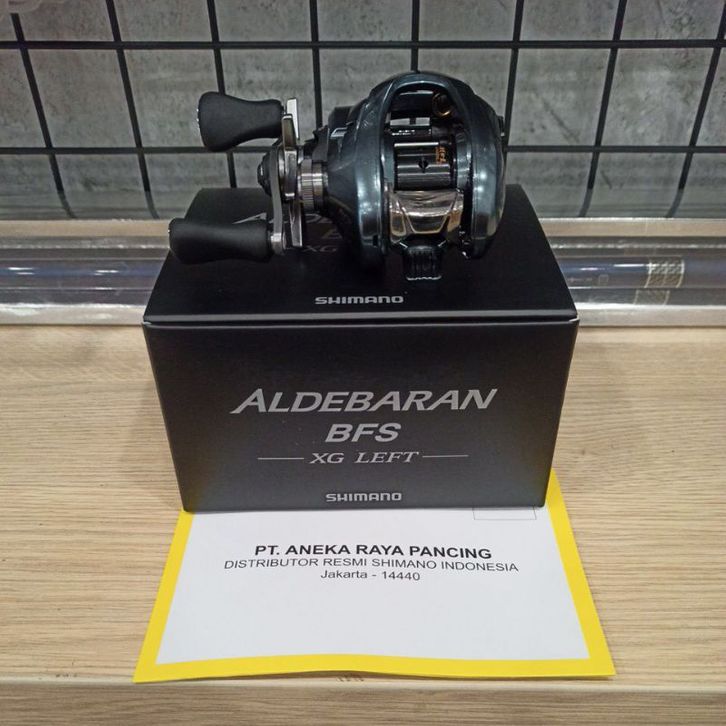 SHIMANO
ALDEBARAN
BFS
XG LEFT
SHIMANO
PT. ANEKA RAYA PANCING
DISTRIBUTOR RESMI SHIMANO INDONESIA
Jakarta - 14440